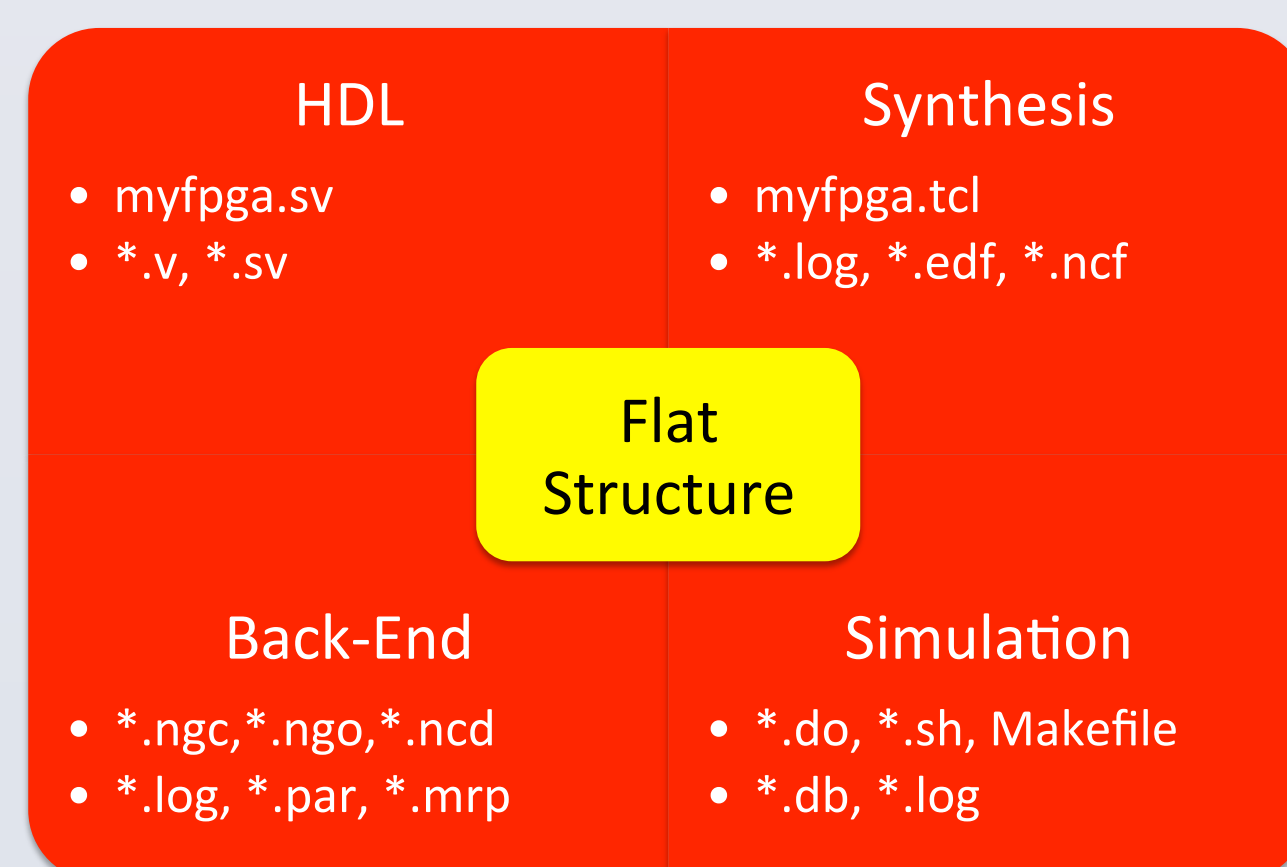 HDL
• myfpga.sv
• *.v, *.sv
Synthesis
• myfpga.tcl
• *.log, *.edf, *.ncf
Flat
Structure
Back-End
• *.ngc,*.ngo,*.ncd
• *.log, *.par, *.mrp
Simulation
• *.do, *.sh, Makefile
• *.db, *.log